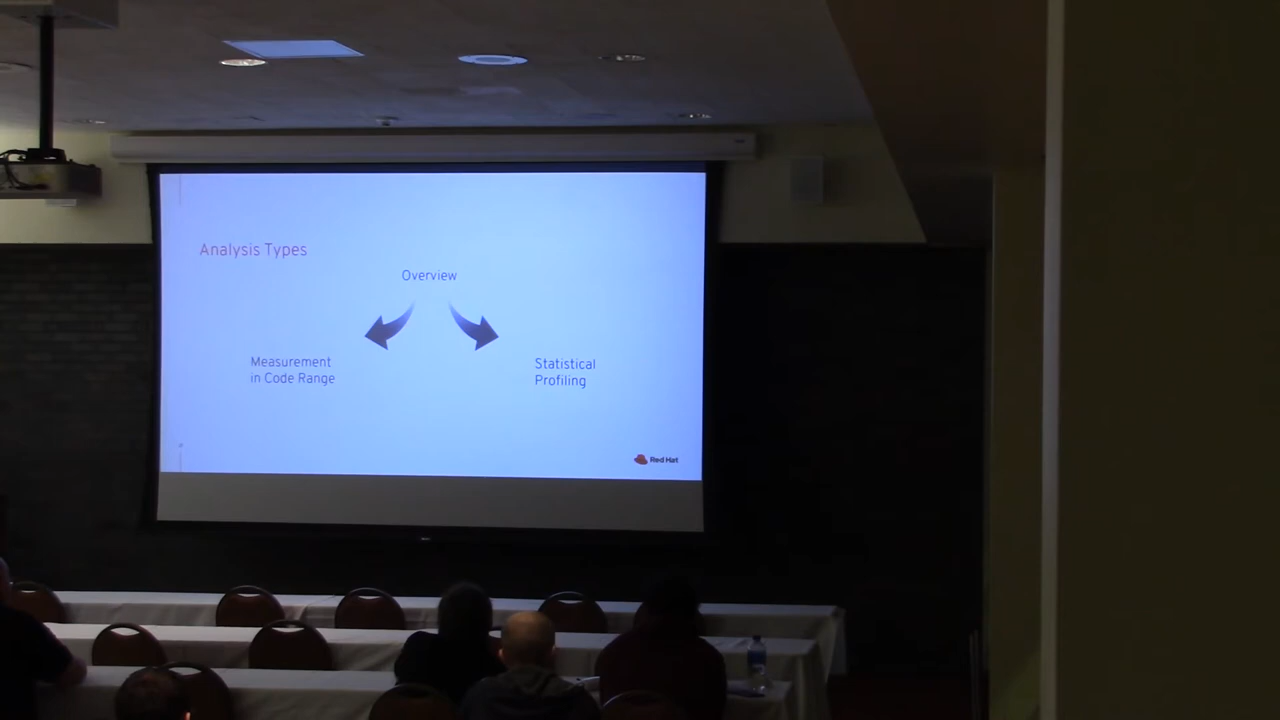 Analysis Types
Overview
Measurement
in Code Range
Statistical
Profiling
Red Hat